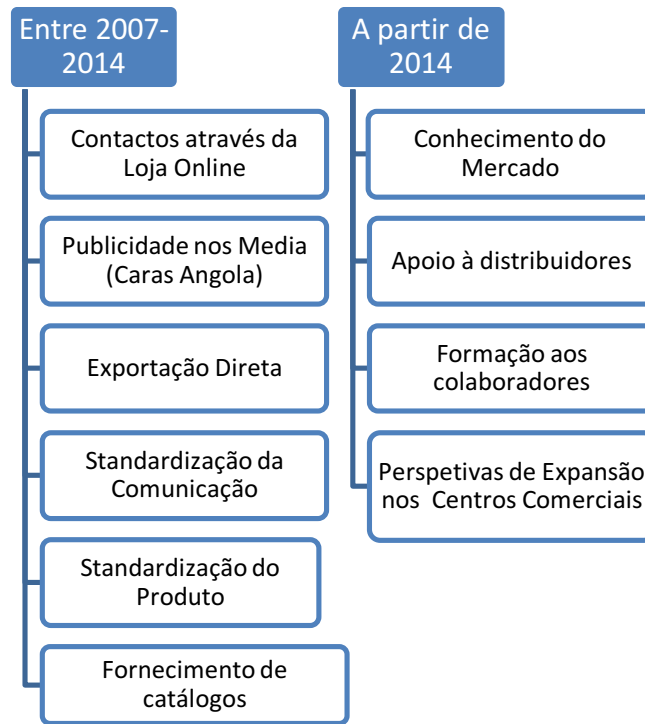 Entre 2007-
2014
Contactos através da
Loja Online
Publicidade nos Media
(Caras Angola)
Exportação Direta
Standardização da
Comunicação
Standardização do
Produto
Fornecimento de
catálogos
A partir de
2014
Conhecimento do
Mercado
Apoio à distribuidores
Formação aos
colaboradores
Perspetivas de Expansão
nos Centros Comerciais